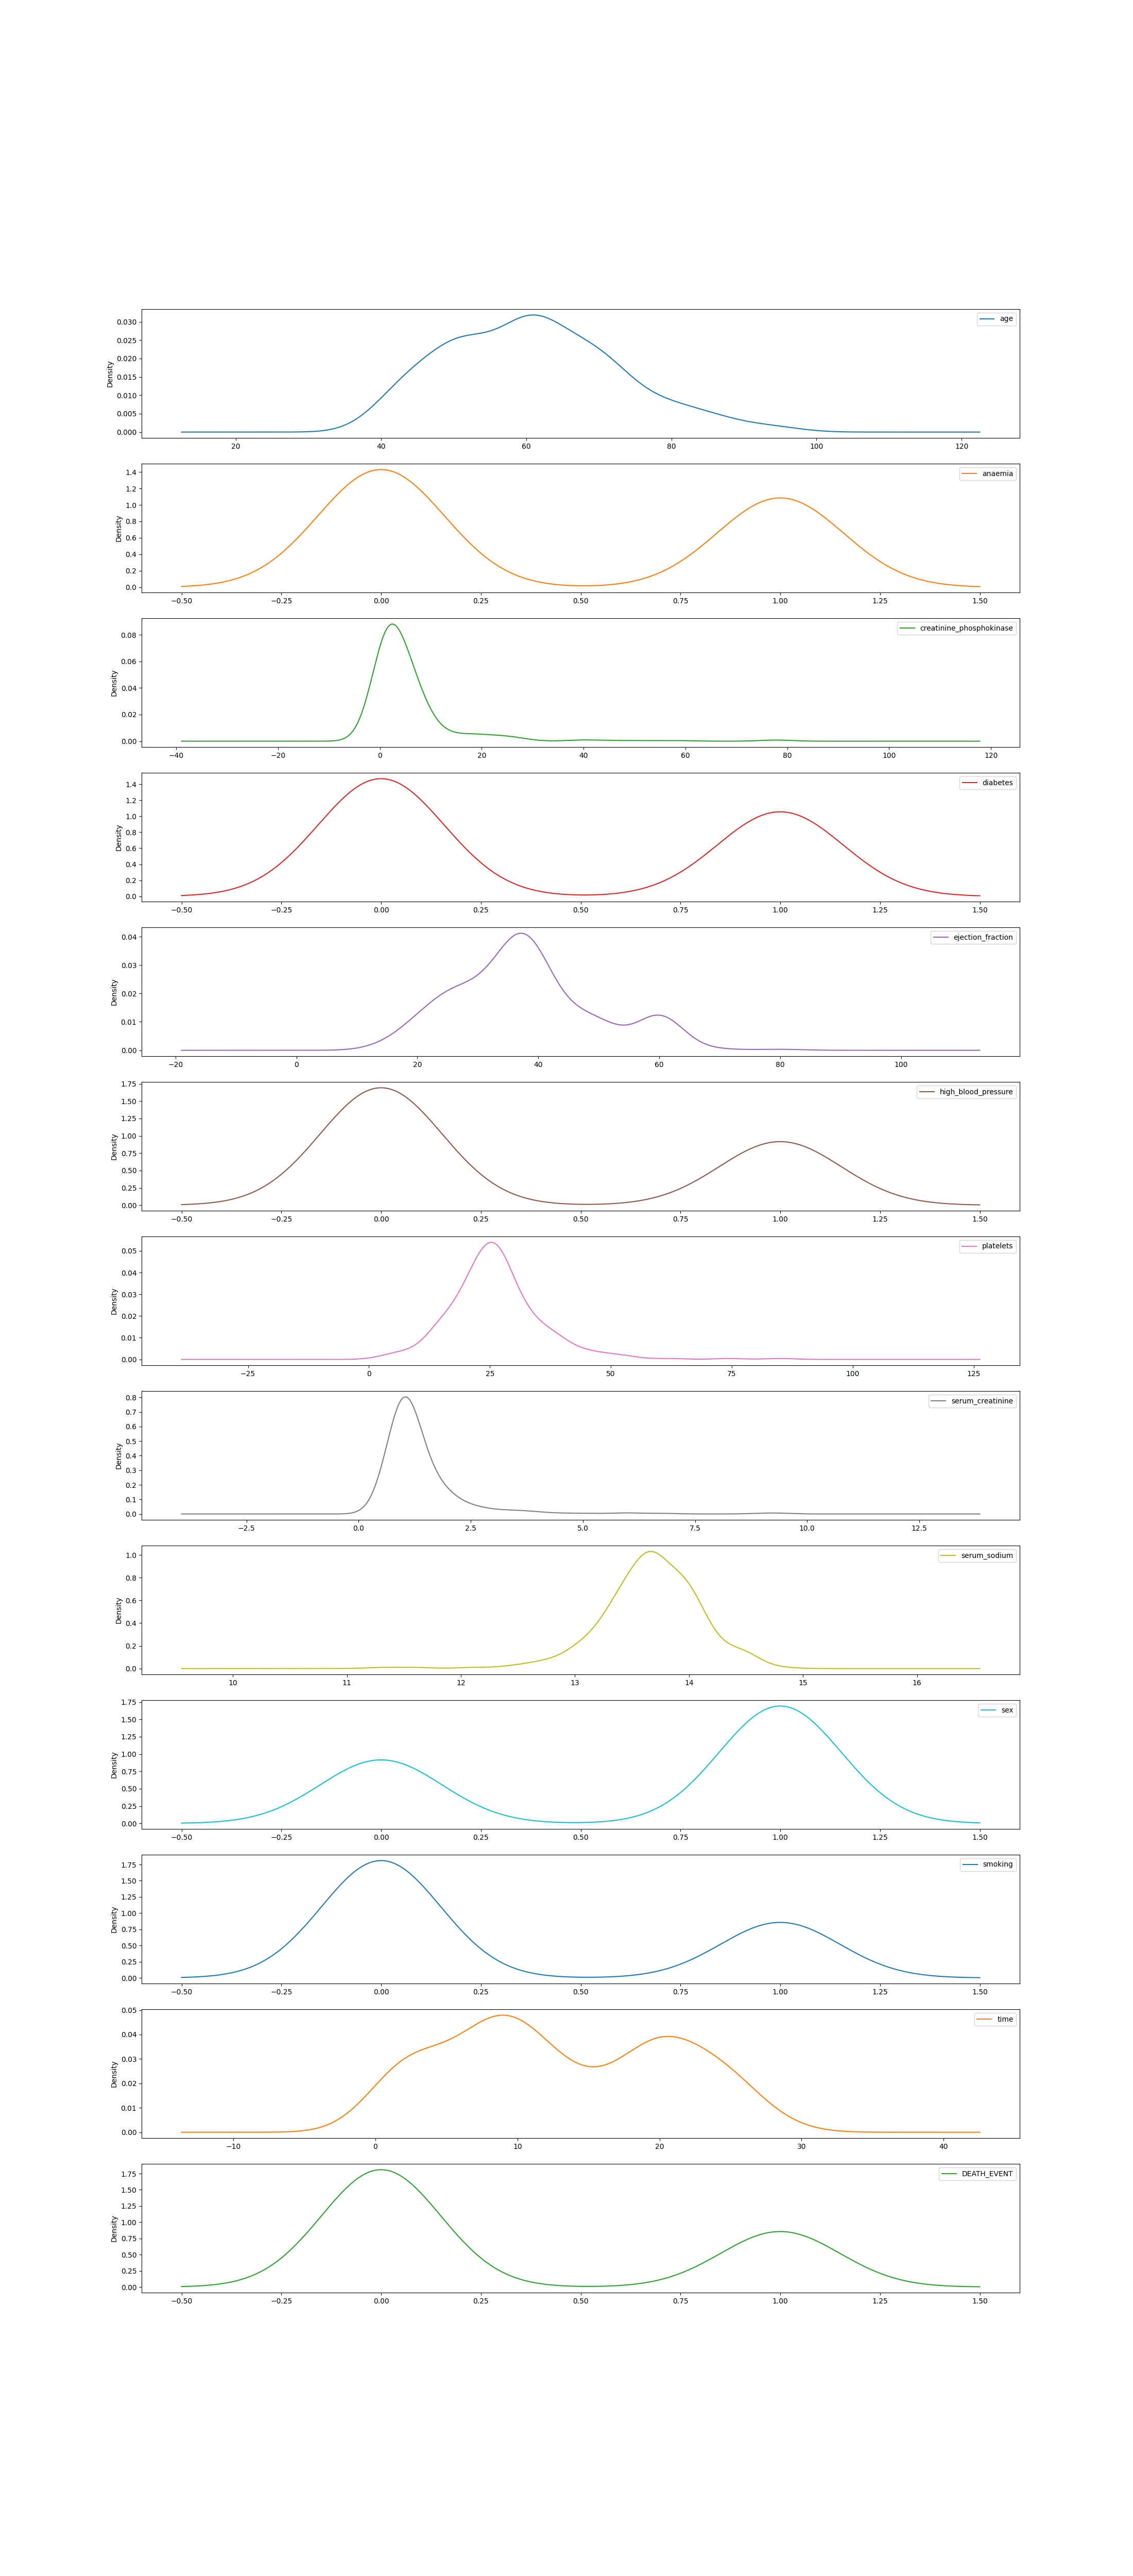 age
Density
0.030
0.025
0.020
0.015
0.010
0.005
0.000
20 40 60 80 100 120
anaemia
Density
1.4
1.2
1.0
0.8
0.6
0.4
0.2
0.0
−0.50 −0.25 0.00 0.25 0.50 0.75 1.00 1.25 1.50
creatinine_phosphokinase
Density
0.08
0.06
0.04
0.02
0.00
−40 −20 0 20 40 60 80 100 120
diabetes
Density
1.4
1.2
1.0
0.8
0.6
0.4
0.2
0.0
−0.50 −0.25 0.00 0.25 0.50 0.75 1.00 1.25 1.50
ejection_fraction
Density
0.04
0.03
0.02
0.01
0.00
−20 0 20 40 60 80 100
high_blood_pressure
Density
1.75
1.50
1.25
1.00
0.75
0.50
0.25
0.00
−0.50 −0.25 0.00 0.25 0.50 0.75 1.00 1.25 1.50
platelets
Density
0.05
0.04
0.03
0.02
0.01
0.00
−25 0 25 50 75 100 125
serum_creatinine
Density
0.8
0.7
0.6
0.5
0.4
0.3
0.2
0.1
0.0
−2.5 0.0 2.5 5.0 7.5 10.0 12.5
serum_sodium
Density
1.0
0.8
0.6
0.4
0.2
0.0
10 11 12 13 14 15 16
sex
Density
1.75
1.50
1.25
1.00
0.75
0.50
0.25
0.00
−0.50 −0.25 0.00 0.25 0.50 0.75 1.00 1.25 1.50
smoking
Density
1.75
1.50
1.25
1.00
0.75
0.50
0.25
0.00
−0.50 −0.25 0.00 0.25 0.50 0.75 1.00 1.25 1.50
time
Density
0.05
0.04
0.03
0.02
0.01
0.00
−10 0 10 20 30 40
DEATH_EVENT
Density
1.75
1.50
1.25
1.00
0.75
0.50
0.25
0.00
−0.50 −0.25 0.00 0.25 0.50 0.75 1.00 1.25 1.50